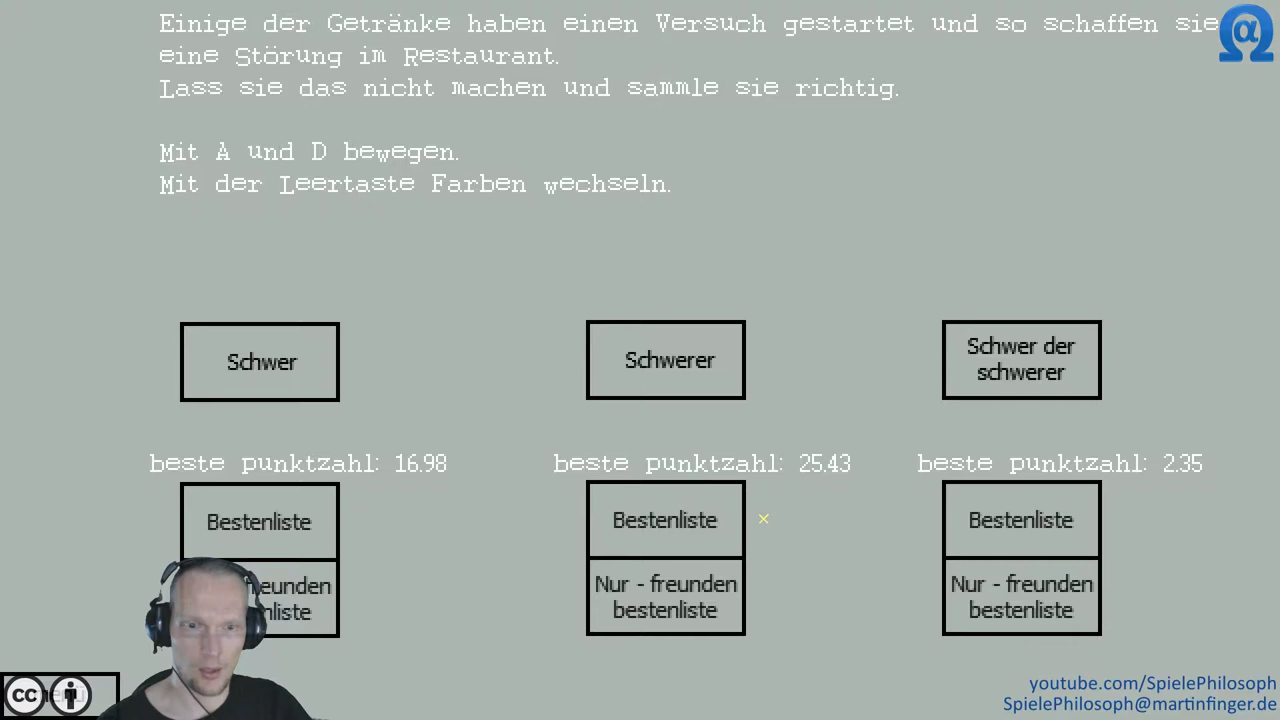 Einige der Getränke haben einen Versuch gestartet und so schaffen sie
eine Störung im Restaurant.
Lass sie das nicht machen und sammle sie richtig.
Mit A und D bewegen.
Mit der Leertaste Farben wechseln.
Schwer
Schwerer
Schwer der
schwerer
beste punktzahl: 16.98
beste punktzahl: 25.43
beste punktzahl: 2.35
Bestenliste
Bestenliste
Bestenliste
freunden
nliste
Nur - freunden
bestenliste
Nur - freunden
bestenliste
cc
youtube.com/SpielePhilosoph
SpielePhilosoph@martinfinger.de